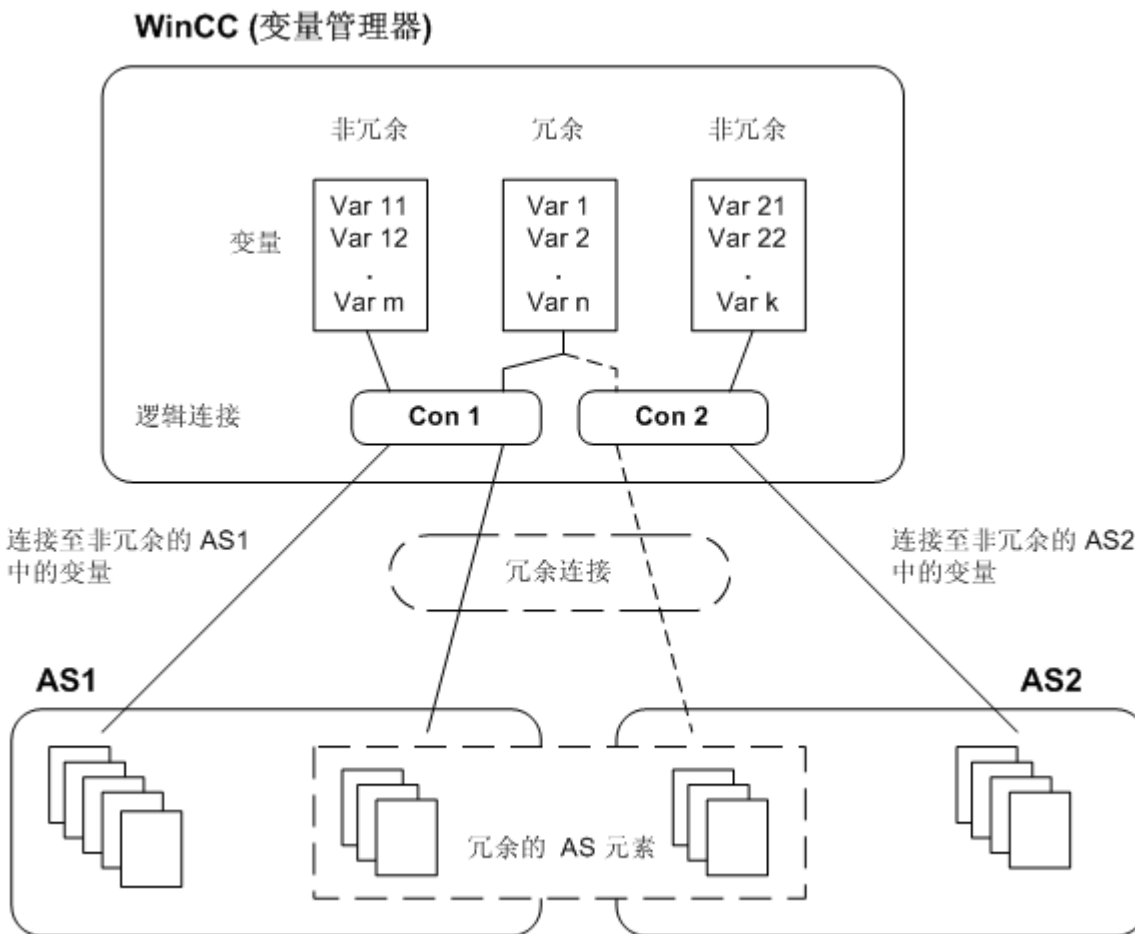 WinCC (变量管理器)
非冗余
冗余
非冗余
变量
Var 11
Var 12
.
Var m
Var 1
Var 2
.
Var n
Var 21
Var 22
.
Var k
逻辑连接
Con 1
Con 2
连接至非冗余的 AS1
中的变量
冗余连接
连接至非冗余的 AS2
中的变量
AS1
AS2
冗余的 AS 元素